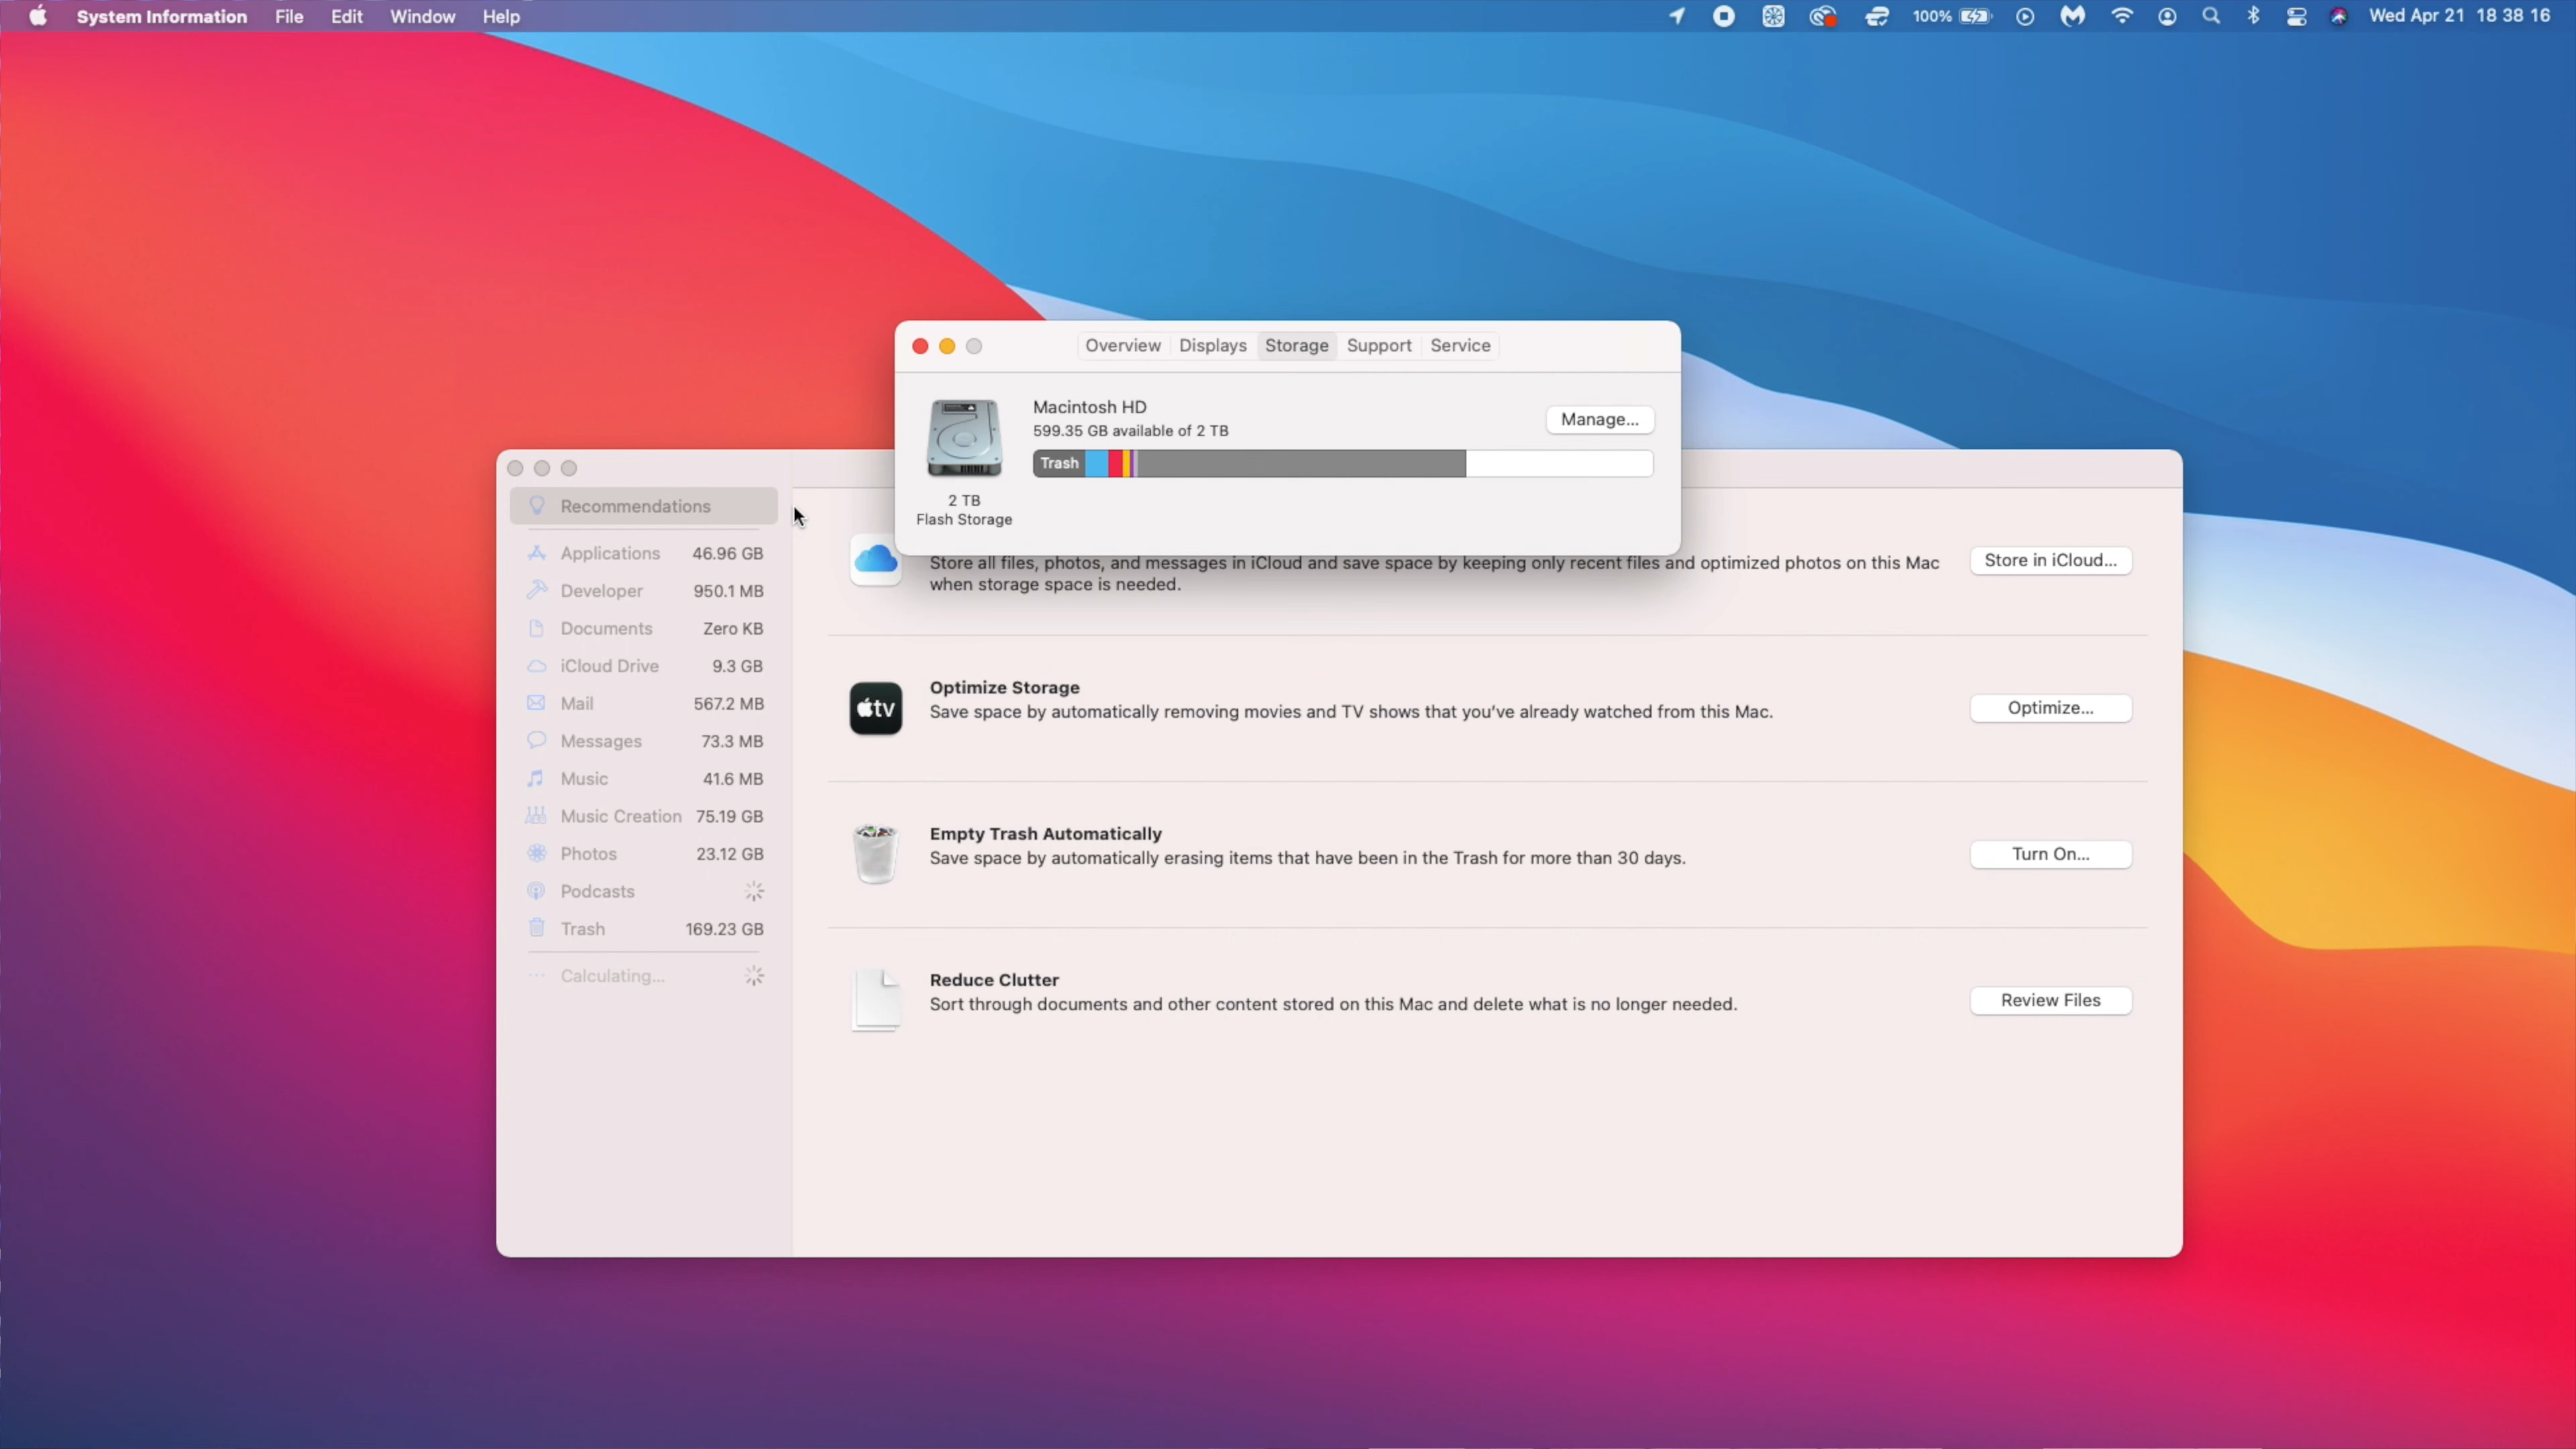 System Information File Edit Window Help
100%
Wed Apr 21 18 38 16
Overview Displays Storage Support Service
Macintosh HD
599.35 GB available of 2 TB
Manage...
Trash
2 TB
Flash Storage
Recommendations
Applications 46.96 GB
Developer 950.1 MB
Documents Zero KB
iCloud Drive 9.3 GB
Mail 567.2 MB
Messages 73.3 MB
Music 41.6 MB
Music Creation 75.19 GB
Photos 23.12 GB
Podcasts
Trash 169.23 GB
Calculating...
Store all files, photos, and messages in iCloud and save space by keeping only recent files and optimized photos on this Mac
when storage space is needed.
Store in iCloud...
tv
Optimize Storage
Save space by automatically removing movies and TV shows that you've already watched from this Mac.
Optimize...
Empty Trash Automatically
Save space by automatically erasing items that have been in the Trash for more than 30 days.
Turn On...
Reduce Clutter
Sort through documents and other content stored on this Mac and delete what is no longer needed.
Review Files